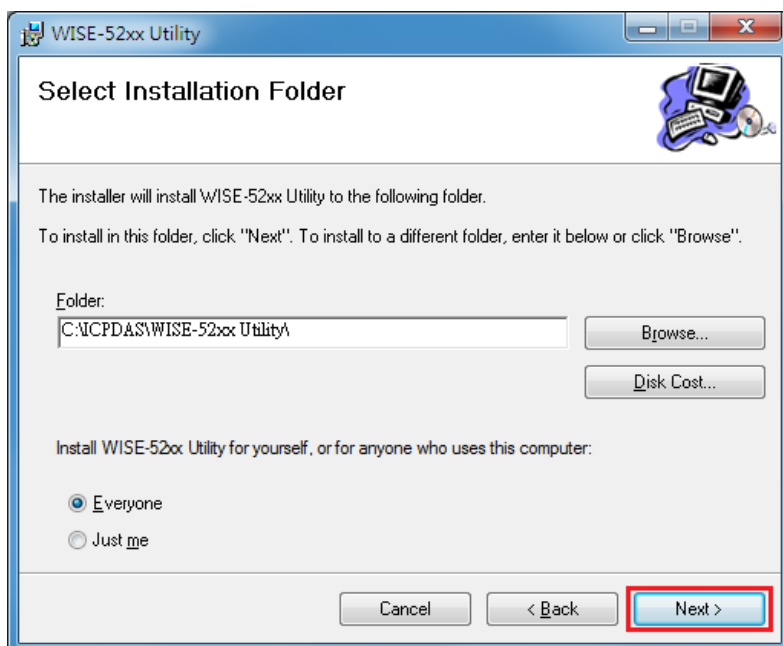 WISE-52xx Utility
Select Installation Folder
The installer will install WISE-52xx Utility to the following folder.
To install in this folder, click "Next". To install to a different folder, enter it below or click "Browse".
Folder:
C:\ICPDAS\WISE-52xx Utility\
Browse...
Disk Cost...
Install WISE-52xx Utility for yourself, or for anyone who uses this computer:
Everyone
Just me
Cancel
< Back
Next >